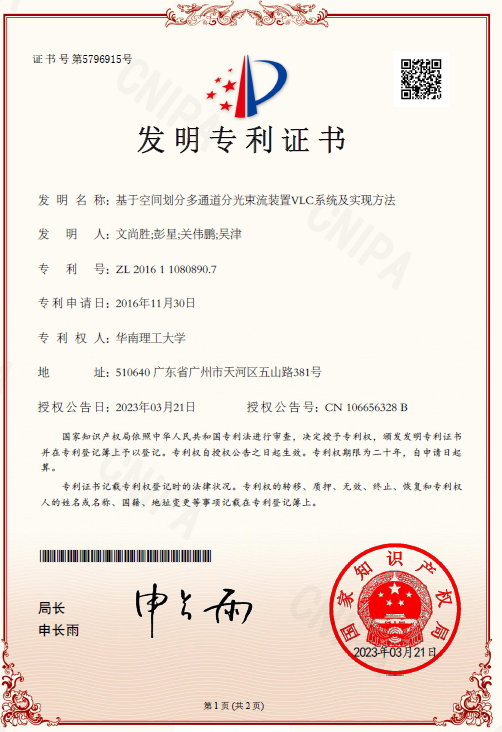 证书号第5796915号
发明专利证书
发明名称：基于空间划分多通道分光束流装置VLC系统及实现方法
发明人：文尚胜;彭星;关伟鹏;吴津
专利号：ZL 2016 1 1080890.7
专利申请日：2016年11月30日
专利权人：华南理工大学
地址：510640 广东省广州市天河区五山路381号
授权公告日：2023年03月21日 授权公告号：CN 106656328 B
国家知识产权局依照中华人民共和国专利法进行审查，决定授予专利权，颁发发明专利证书
并在专利登记簿上予以登记。专利权自授权公告之日起生效。专利权期限为二十年，自申请日起
算。
专利证书记载专利权登记时的法律状况。专利权的转移、质押、无效、终止、恢复和专利权
人的姓名或名称、国籍、地址变更等事项记载在专利登记簿上。
局长
申长雨
申长雨
国家知识产权局
2023年03月21日
第 1 页 (共 2 页)
CNIPA
CNIPA
CNIPA